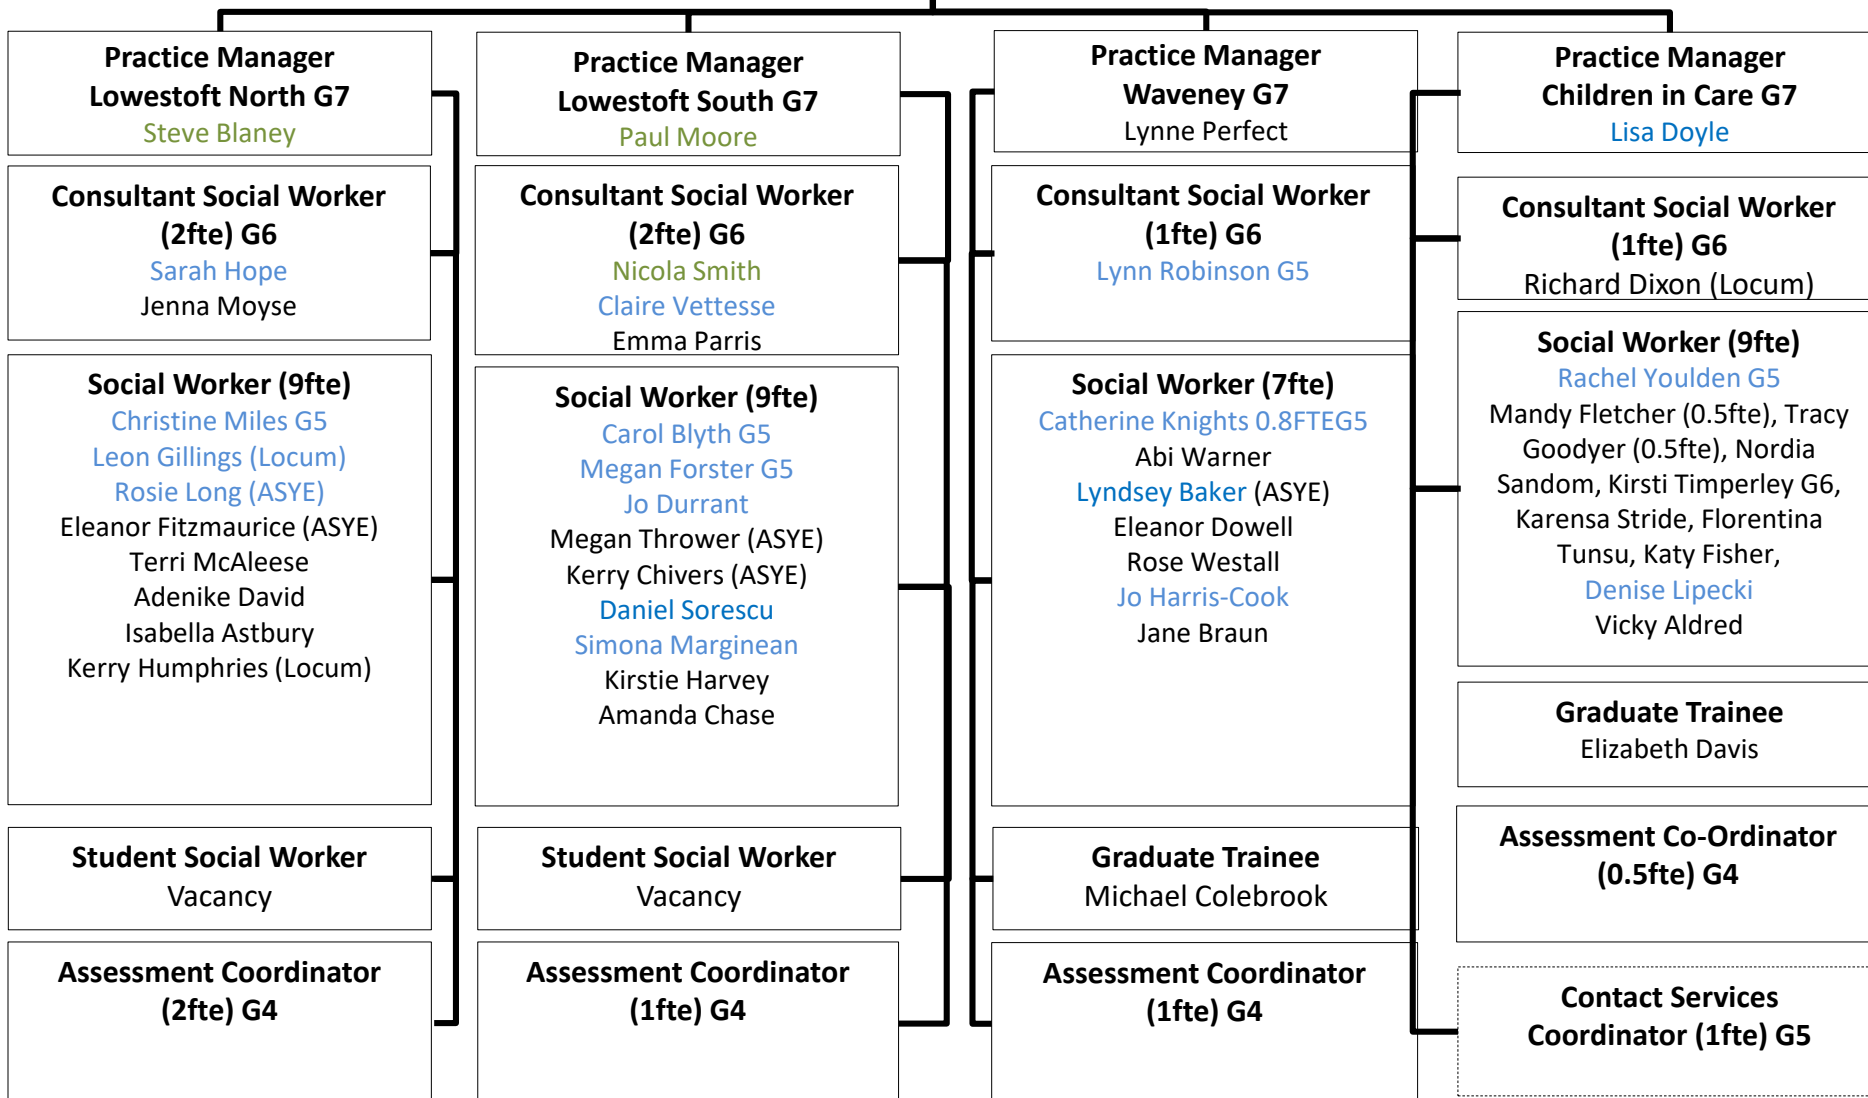 Practice Manager
Lowestoft North G7
Steve Blaney
Consultant Social Worker
(2fte) G6
Sarah Hope
Jenna Moyse
Social Worker (9fte)
Christine Miles G5
Leon Gillings (Locum)
Rosie Long (ASYE)
Eleanor Fitzmaurice (ASYE)
Terri McAleese
Adenike David
Isabella Astbury
Kerry Humphries (Locum)
Student Social Worker
Vacancy
Assessment Coordinator
(2fte) G4
Practice Manager
Lowestoft South G7
Paul Moore
Consultant Social Worker
(2fte) G6
Nicola Smith
Claire Vettesse
Emma Parris
Social Worker (9fte)
Carol Blyth G5
Megan Forster G5
Jo Durrant
Megan Thrower (ASYE)
Kerry Chivers (ASYE)
Daniel Sorescu
Simona Marginean
Kirstie Harvey
Amanda Chase
Student Social Worker
Vacancy
Assessment Coordinator
(1fte) G4
Practice Manager
Waveney G7
Lynne Perfect
Consultant Social Worker
(1fte) G6
Lynn Robinson G5
Social Worker (7fte)
Catherine Knights 0.8FTEG5
Abi Warner
Lyndsey Baker (ASYE)
Eleanor Dowell
Rose Westall
Jo Harris-Cook
Jane Braun
Graduate Trainee
Michael Colebrook
Assessment Coordinator
(1fte) G4
Practice Manager
Children in Care G7
Lisa Doyle
Consultant Social Worker
(1fte) G6
Richard Dixon (Locum)
Social Worker (9fte)
Rachel Youlden G5
Mandy Fletcher (0.5fte), Tracy
Goodyer (0.5fte), Nordia
Sandom, Kirsti Timperley G6,
Karensa Stride, Florentina
Tunsu, Katy Fisher,
Denise Lipecki
Vicky Aldred
Graduate Trainee
Elizabeth Davis
Assessment Co-Ordinator
(0.5fte) G4
Contact Services
Coordinator (1fte) G5